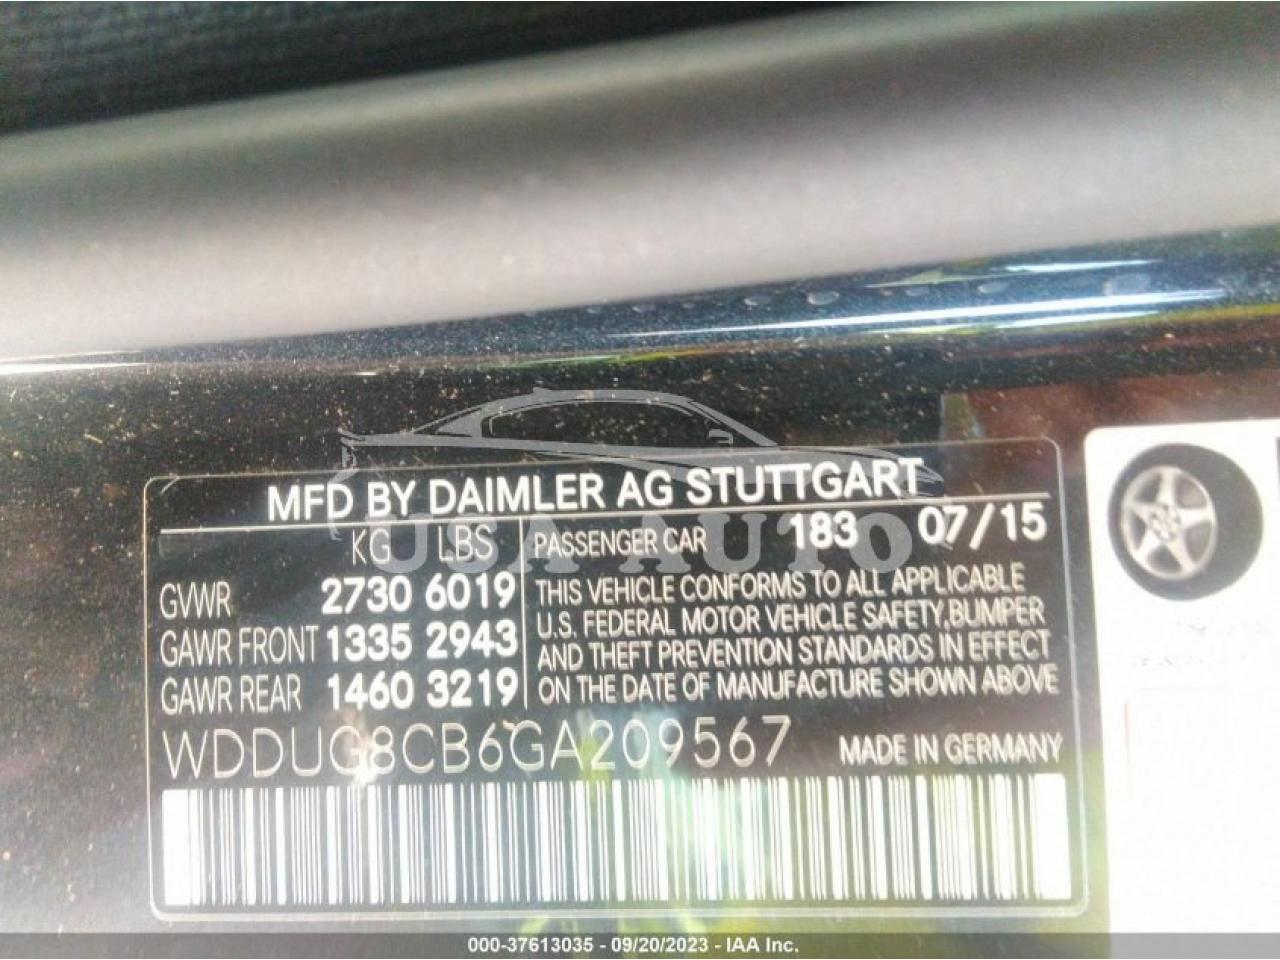 MFD BY DAIMLER AG STUTTGART
KG LBS PASSENGER CAR 183 07/15
GVWR 2730 6019
GAWR FRONT 1335 2943
GAWR REAR 1460 3219
THIS VEHICLE CONFORMS TO ALL APPLICABLE
U.S. FEDERAL MOTOR VEHICLE SAFETY, BUMPER
AND THEFT PREVENTION STANDARDS IN EFFECT
ON THE DATE OF MANUFACTURE SHOWN ABOVE
WDDUG8CB6GA209567 MADE IN GERMANY
USA AUTO
000-37613035 - 09/20/2023 - IAA Inc.